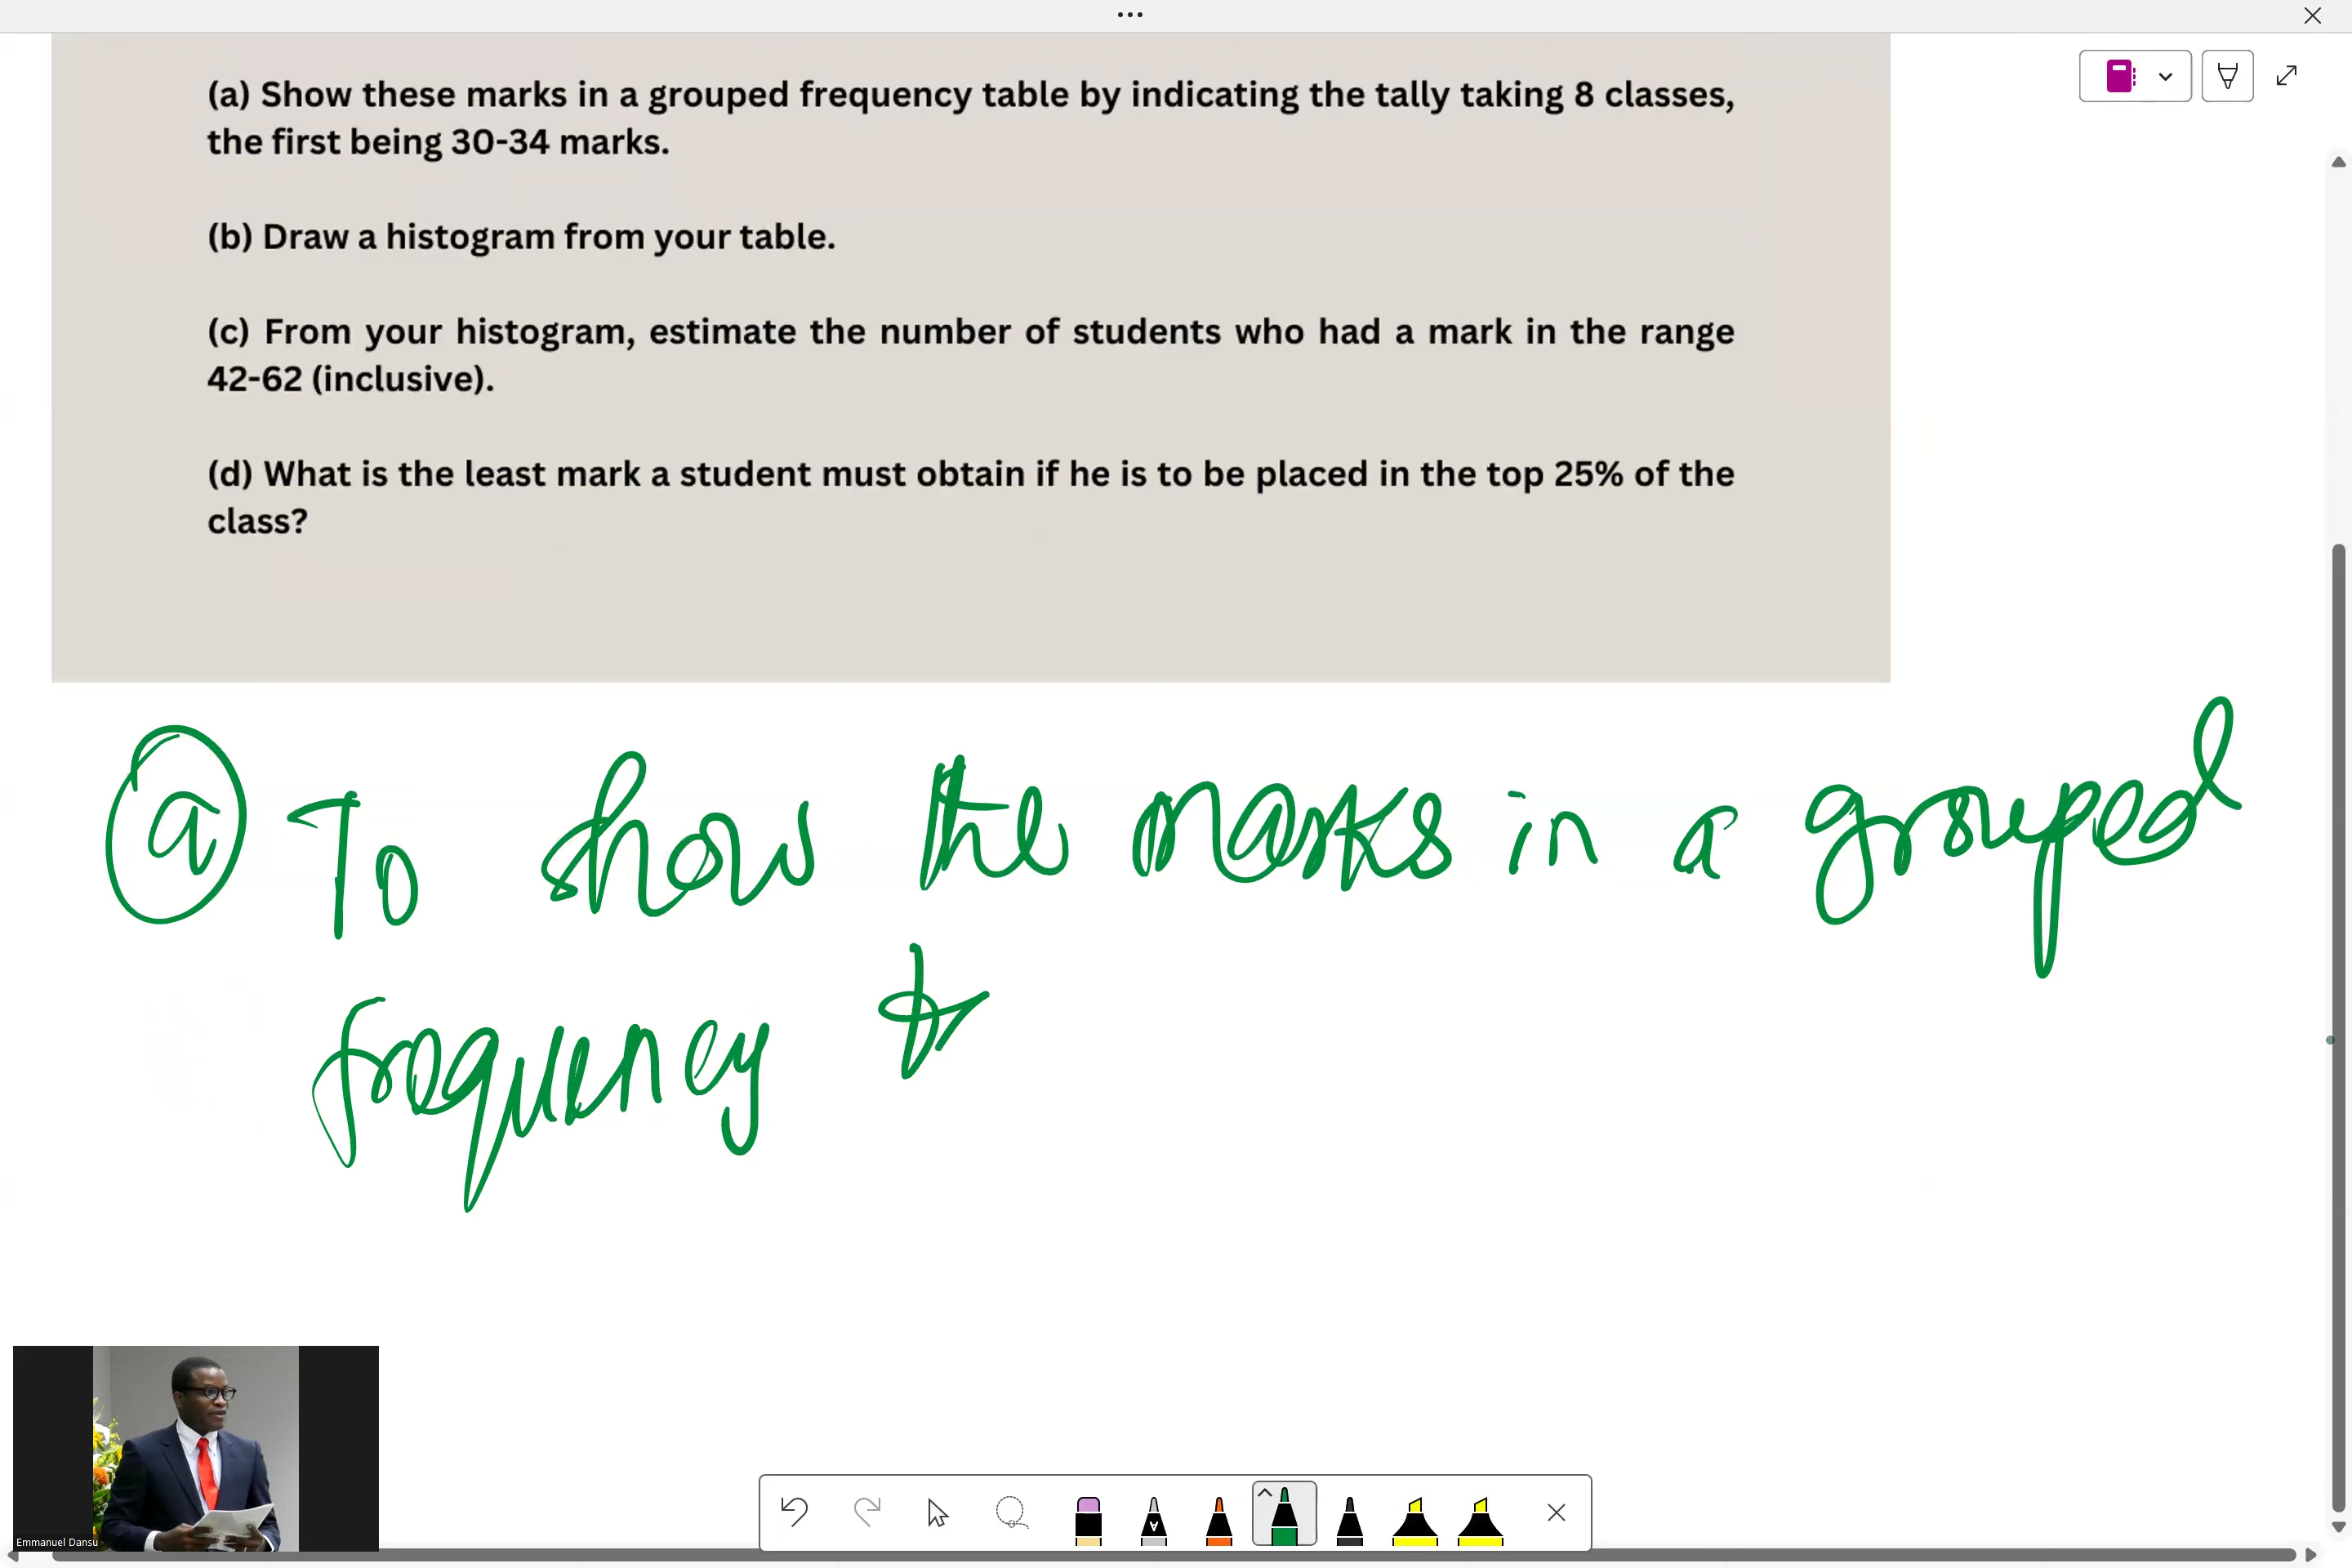 (a) Show these marks in a grouped frequency table by indicating the tally taking 8 classes,
the first being 30-34 marks.
(b) Draw a histogram from your table.
(c) From your histogram, estimate the number of students who had a mark in the range
42-62 (inclusive).
(d) What is the least mark a student must obtain if he is to be placed in the top 25% of the
class?
a To show the marks in a grouped
frequency
Emmanuel Dansu